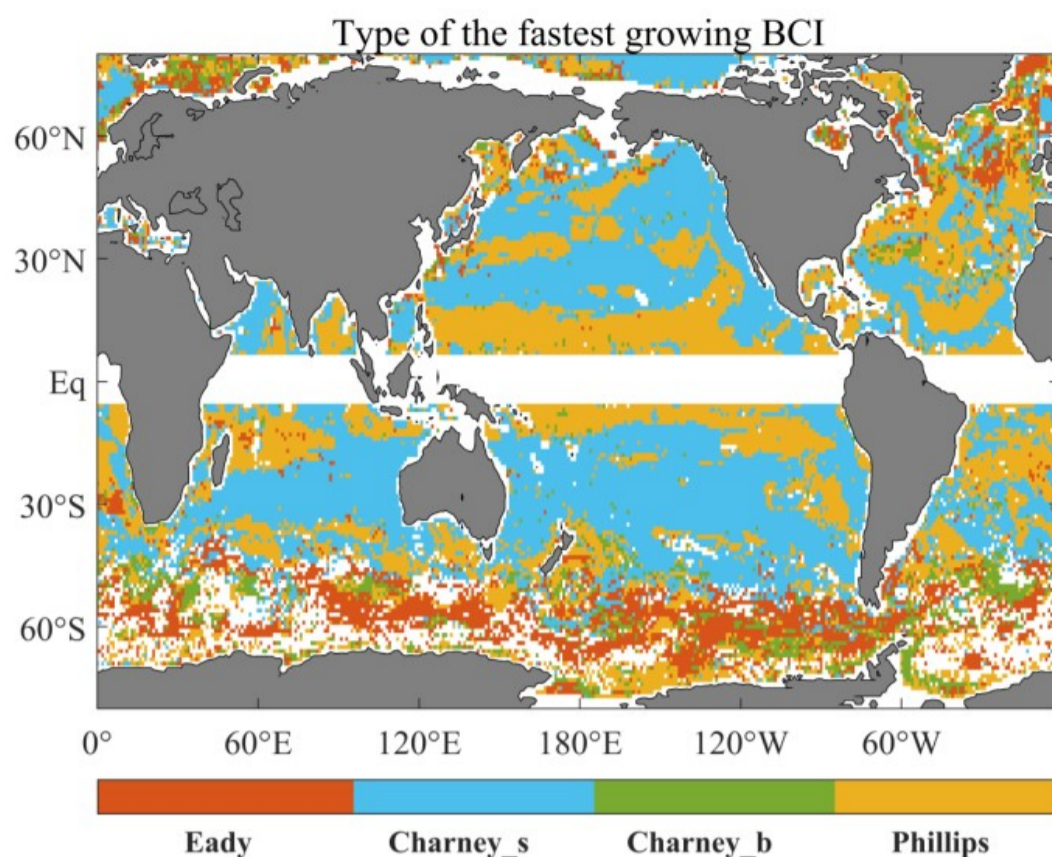 Type of the fastest growing BCI
60°N
30°N
Eq
30°S
60°S
0° 60°E 120°E 180°E 120°W 60°W
Eady Charney_s Charney_b Phillips